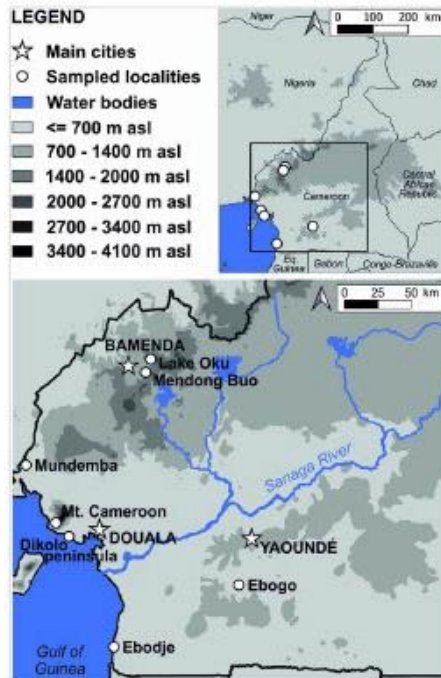 LEGEND
Main cities
Sampled localities
Water bodies
<= 700 m asl
700 - 1400 m asl
1400 - 2000 m asl
2000 - 2700 m asl
2700 - 3400 m asl
3400 - 4100 m asl
0 100 200 km
Niger
Nigeria
Chad
Central
African
Republic
Cameroon
Eq.
Guinea
Gabon
Congo-Brazaville
0 25 50 km
BAMENDA
Lake Oku
Mendong Buo
Mundemba
Sanaga River
Mt. Cameroon
DOUALA
Dikolo
peninsula
YAOUNDÉ
Ebogo
Ebodje
Gulf of
Guinea